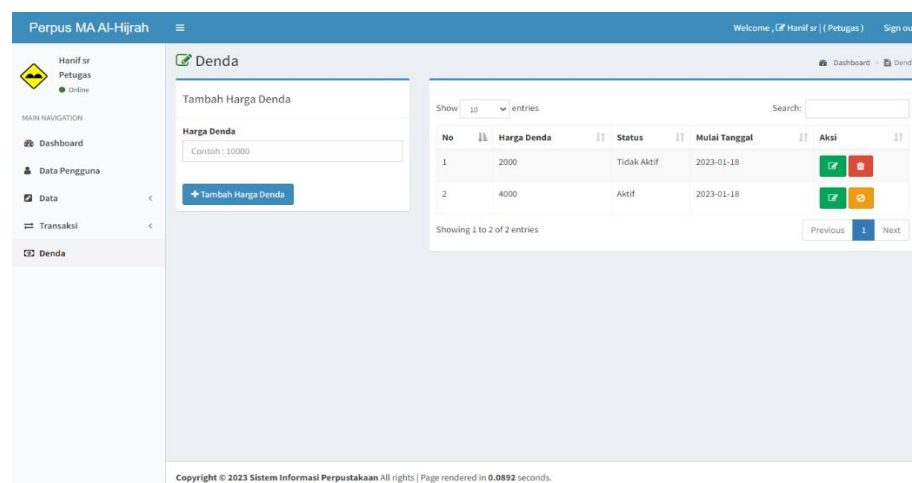 Perpus MA Al-Hijrah
Welcome , Hanif sr | ( Petugas )
Sign ou
Hanif sr
Petugas
Online
MAIN NAVIGATION
Dashboard
Data Pengguna
Data
Transaksi
Denda
Denda
Dashboard > Dend
Tambah Harga Denda
Harga Denda
Contoh : 10000
+ Tambah Harga Denda
Show 10 entries
Search:
No Harga Denda Status Mulai Tanggal Aksi
1 2000 Tidak Aktif 2023-01-18
2 4000 Aktif 2023-01-18
Showing 1 to 2 of 2 entries
Previous 1 Next
Copyright © 2023 Sistem Informasi Perpustakaan All rights | Page rendered in 0.0892 seconds.